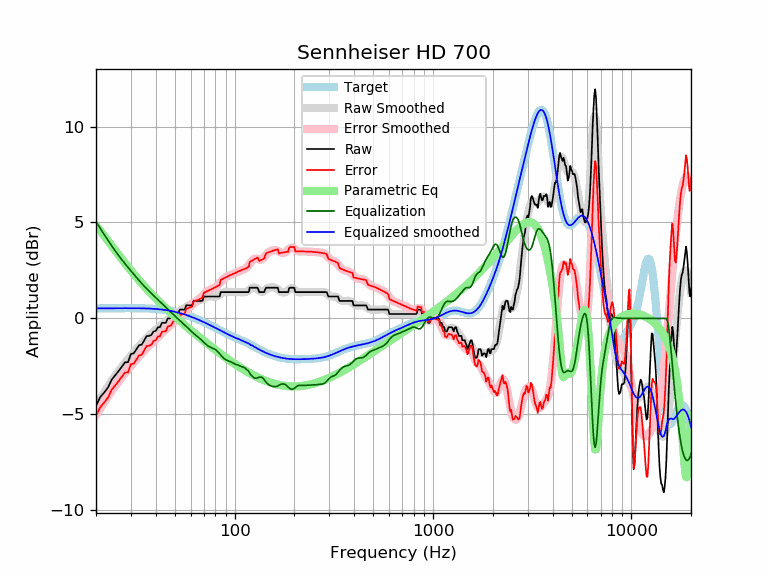 Sennheiser HD 700
Target
Raw Smoothed
Error Smoothed
Raw
Error
Parametric Eq
Equalization
Equalized smoothed
Amplitude (dBr)
10
5
0
−5
−10
100
1000
10000
Frequency (Hz)